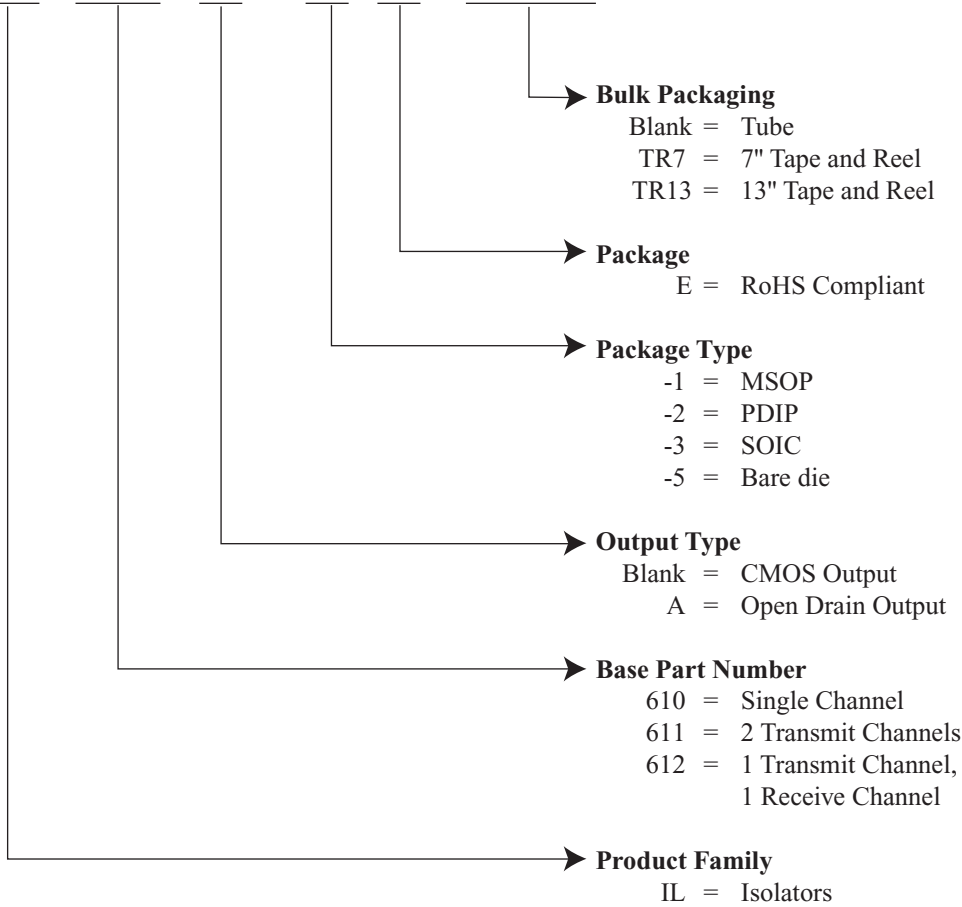 Bulk Packaging
Blank = Tube
TR7 = 7" Tape and Reel
TR13 = 13" Tape and Reel
Package
E = RoHS Compliant
Package Type
-1 = MSOP
-2 = PDIP
-3 = SOIC
-5 = Bare die
Output Type
Blank = CMOS Output
A = Open Drain Output
Base Part Number
610 = Single Channel
611 = 2 Transmit Channels
612 = 1 Transmit Channel,
1 Receive Channel
Product Family
IL = Isolators